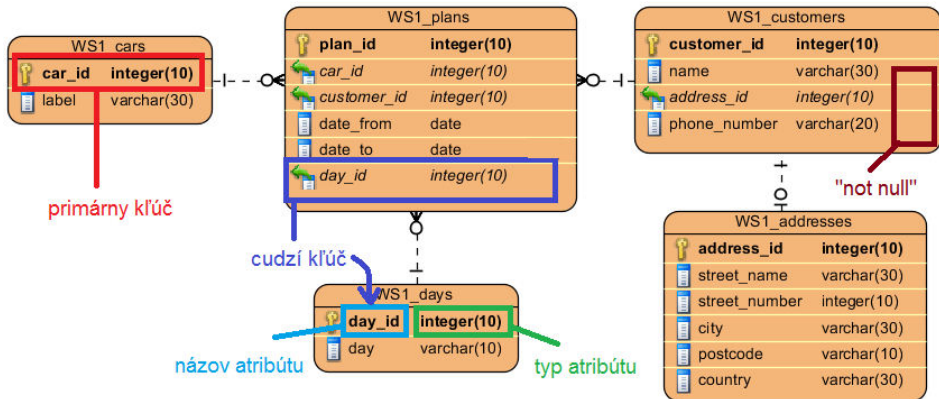 WS1_cars
car_id integer(10)
label varchar(30)
primárny kľúč
WS1_plans
plan_id integer(10)
car_id integer(10)
customer_id integer(10)
date_from date
date_to date
day_id integer(10)
cudzí kľúč
WS1_days
day_id integer(10)
day varchar(10)
názov atribútu
typ atribútu
WS1_customers
customer_id integer(10)
name varchar(30)
address_id integer(10)
phone_number varchar(20)
"not null"
WS1_addresses
address_id integer(10)
street_name varchar(30)
street_number integer(10)
city varchar(30)
postcode varchar(10)
country varchar(30)